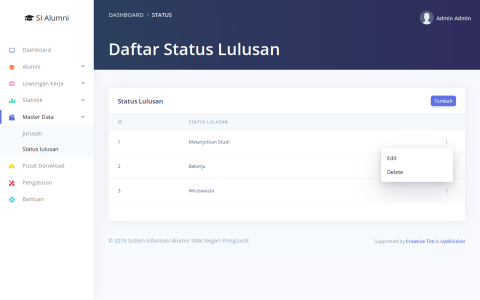 SI Alumni
Dashboard
Alumni
Lowongan Kerja
Statistik
Master Data
Jurusan
Status lulusan
Pusat Donwload
Pengaturan
Bantuan
DASHBOARD / STATUS
Admin Admin
Daftar Status Lulusan
Status Lulusan
Tambah
ID STATUS LULUSAN
1 Melanjutkan Studi
2 Bekerja
3 Wiraswasta
Edit
Delete
© 2019 Sistem Informasi Alumni SMK Negeri Pringsurat
Supported by Creative Tim & Updivision